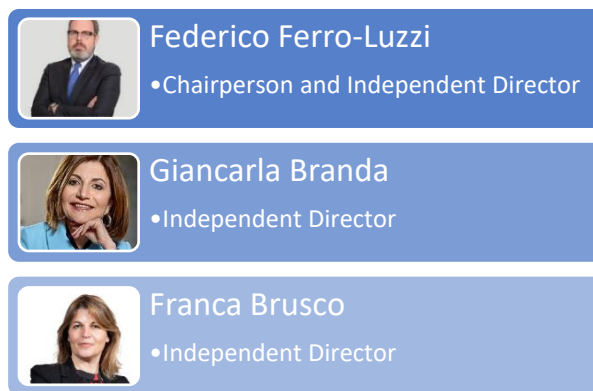 Federico Ferro-Luzzi
•Chairperson and Independent Director
Giancarla Branda
•Independent Director
Franca Brusco
•Independent Director